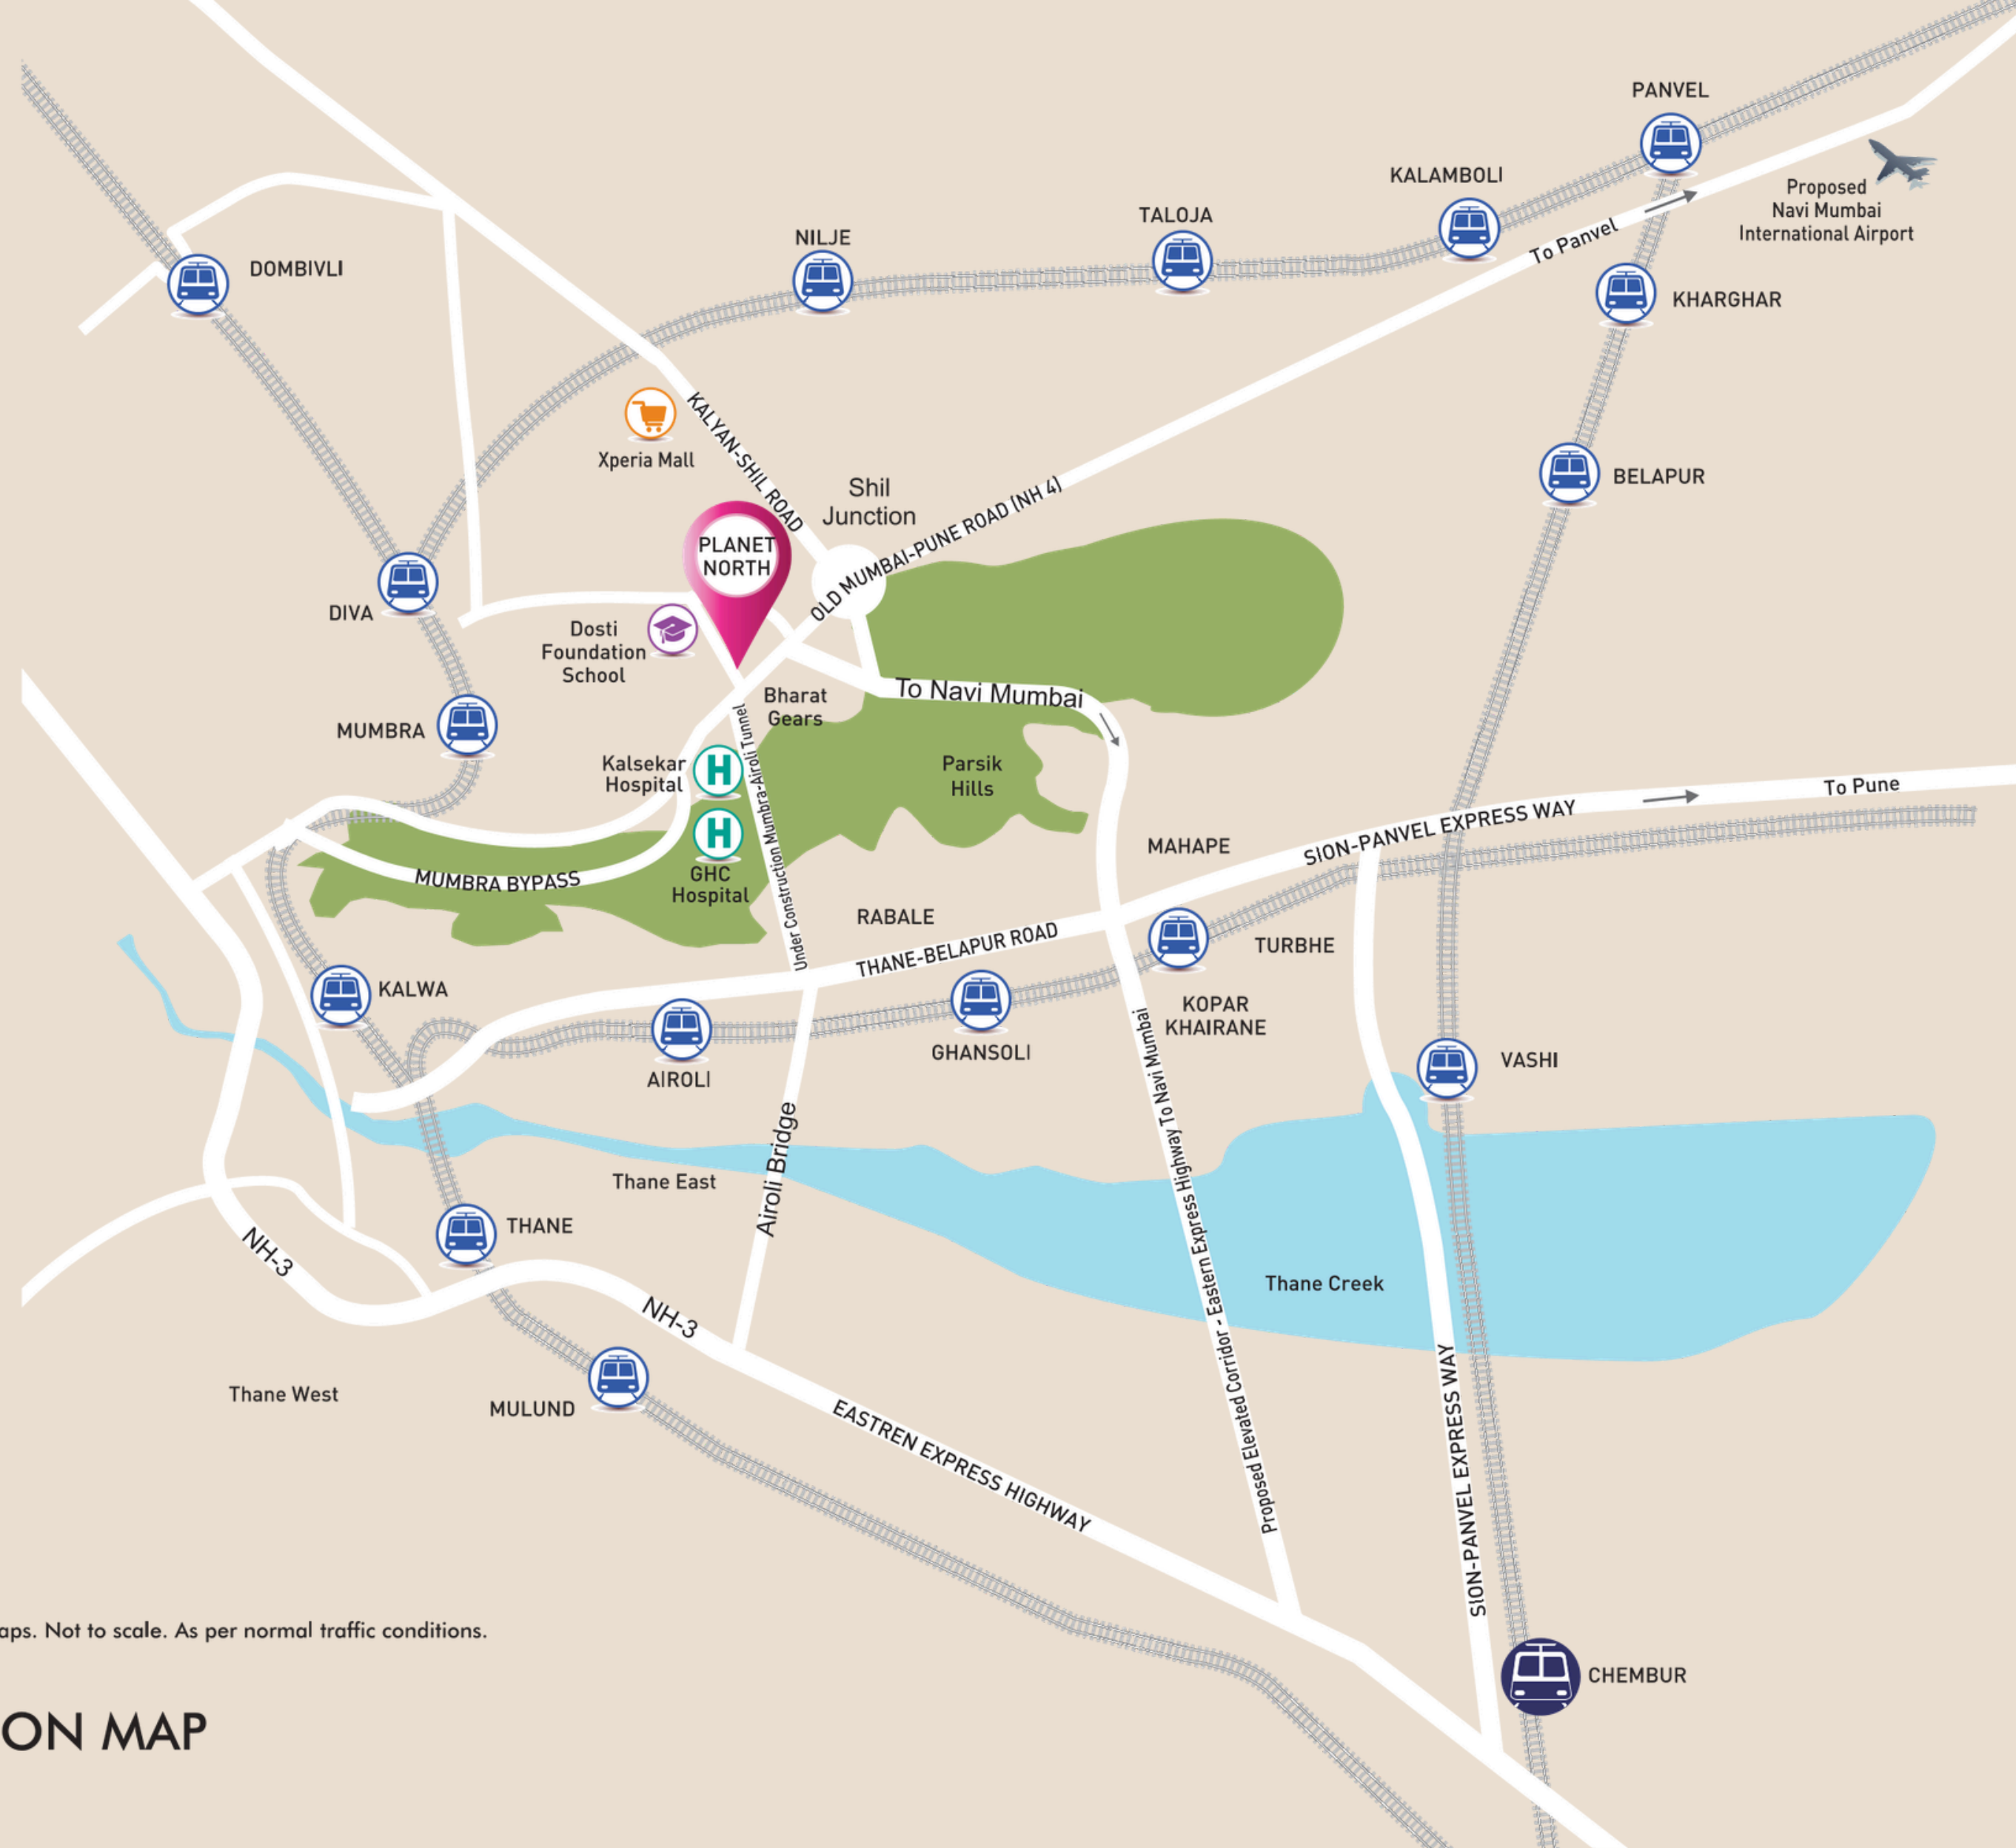 PANVEL
KALAMBOLI
Proposed
Navi Mumbai
International Airport
TALOJA
To Panvel
NILJE
DOMBIVLI
KHARGHAR
KALYAN-SHIL ROAD
Xperia Mall
BELAPUR
Shil
Junction
OLD MUMBAI-PUNE ROAD (NH 4)
PLANET
NORTH
DIVA
Dosti
Foundation
School
To Navi Mumbai
Bharat
Gears
MUMBRA
Kalsekar
Hospital
Under Construction Mumbra-Airoli Tunnel
Parsik
Hills
To Pune
SION-PANVEL EXPRESS WAY
MAHAPE
MUMBRA BYPASS
GHC
Hospital
RABALE
THANE-BELAPUR ROAD
TURBHE
KALWA
KOPAR
KHAIRANE
GHANSOLI
AIROLI
VASHI
Airoli Bridge
Thane East
THANE
NH-3
Proposed Elevated Corridor - Eastern Express Highway To Navi Mumbai
Thane Creek
NH-3
Thane West
MULUND
EASTREN EXPRESS HIGHWAY
SION-PANVEL EXPRESS WAY
aps. Not to scale. As per normal traffic conditions.
CHEMBUR
ON MAP
H
H